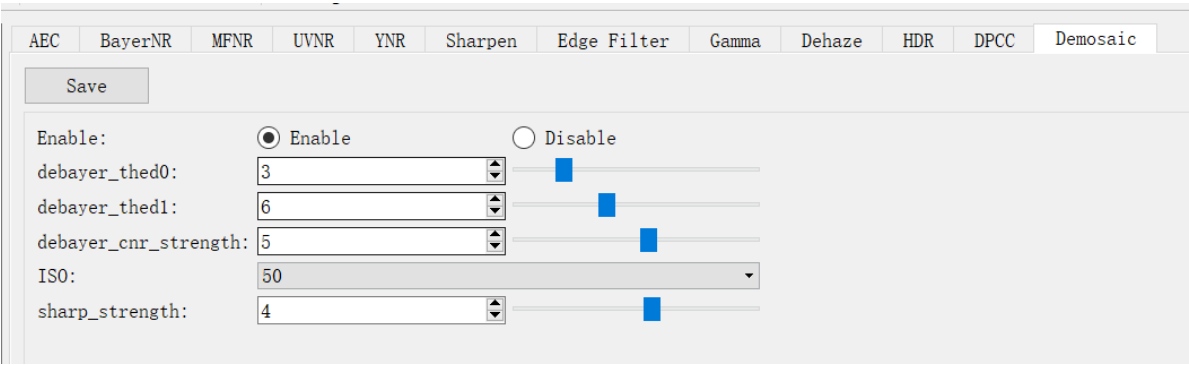 AEC BayerNR MFNR UVNR YNR Sharpen Edge Filter Gamma Dehaze HDR DPCC Demosaic
Save
Enable: Enable Disable
debayer_thed0: 3
debayer_thed1: 6
debayer_cnr_strength: 5
ISO: 50
sharp_strength: 4